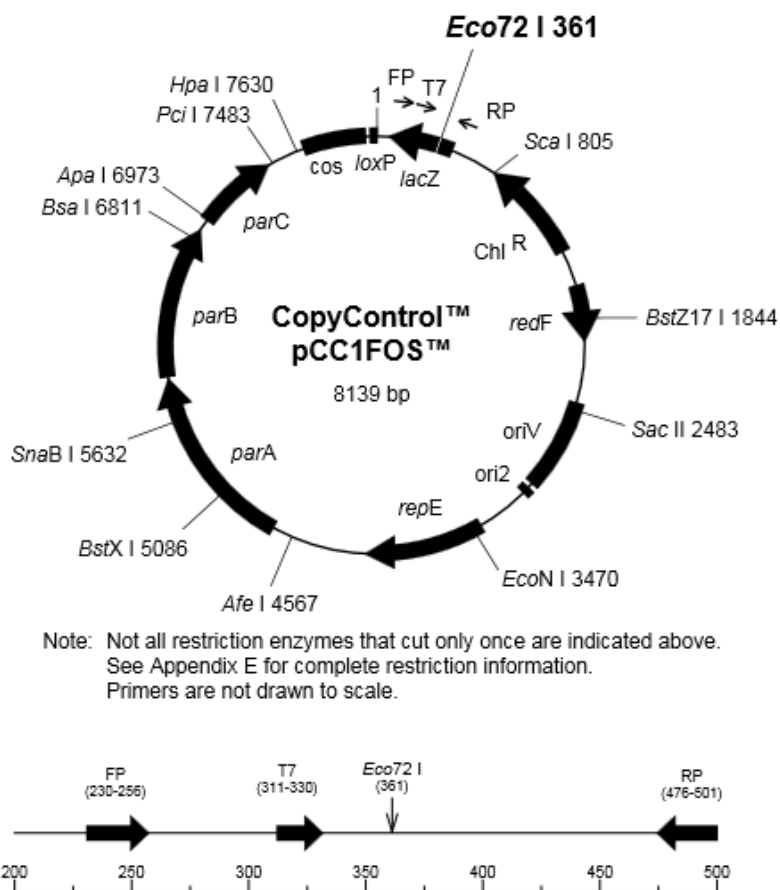 Eco72 I 361
FP
T7
1
RP
Hpa I 7630
Pci I 7483
Sca I 805
cos
loxP
lacZ
Apa I 6973
Bsa I 6811
parC
Chl R
parB
CopyControl™
pCC1FOS™
8139 bp
redF
BstZ17 I 1844
oriV
Sac II 2483
SnaB I 5632
parA
ori2
repE
BstX I 5086
EcoN I 3470
Afe I 4567
Note: Not all restriction enzymes that cut only once are indicated above.
See Appendix E for complete restriction information.
Primers are not drawn to scale.
FP
(230-256)
T7
(311-330)
Eco72 I
(361)
RP
(476-501)
200 250 300 350 400 450 500